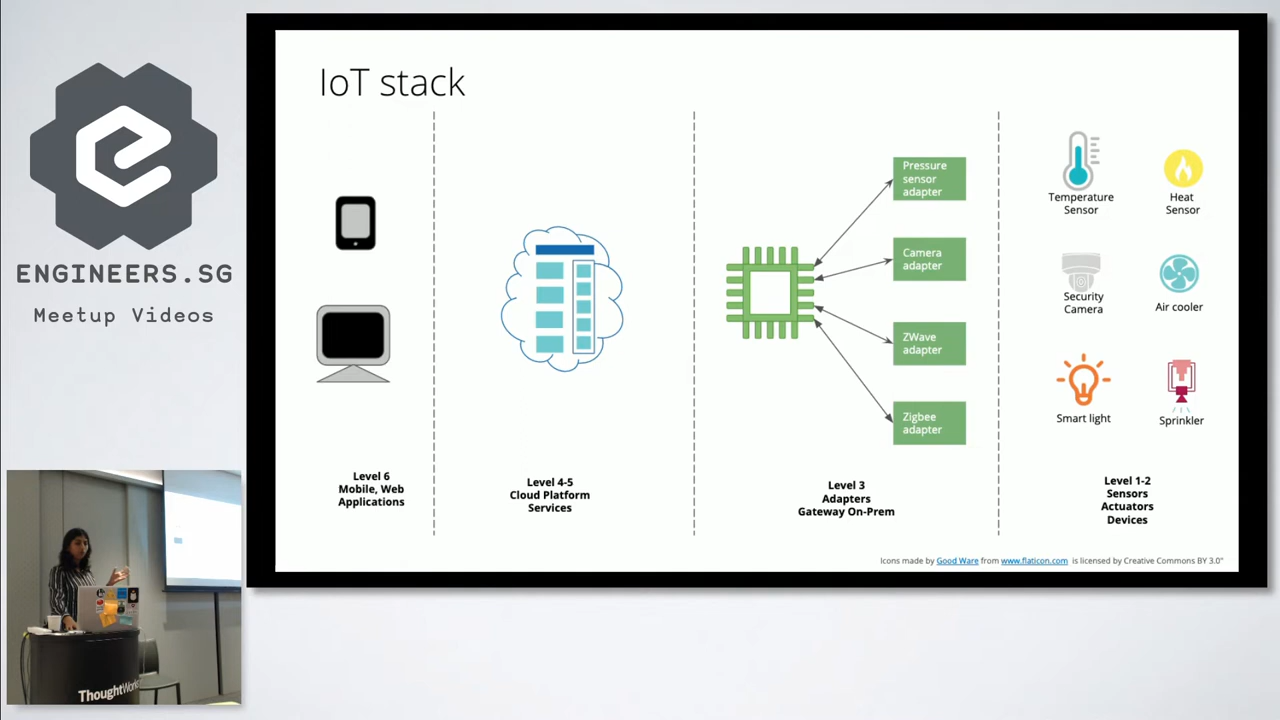 ENGINEERS.SG
Meetup Videos
IoT stack
Pressure
sensor
adapter
Camera
adapter
ZWave
adapter
Zigbee
adapter
Temperature
Sensor
Heat
Sensor
Security
Camera
Air cooler
Smart light
Sprinkler
Level 6
Mobile, Web
Applications
Level 4-5
Cloud Platform
Services
Level 3
Adapters
Gateway On-Prem
Level 1-2
Sensors
Actuators
Devices
Icons made by Good Ware from www.flaticon.com is licensed by Creative Commons BY 3.0"
ThoughtWorks